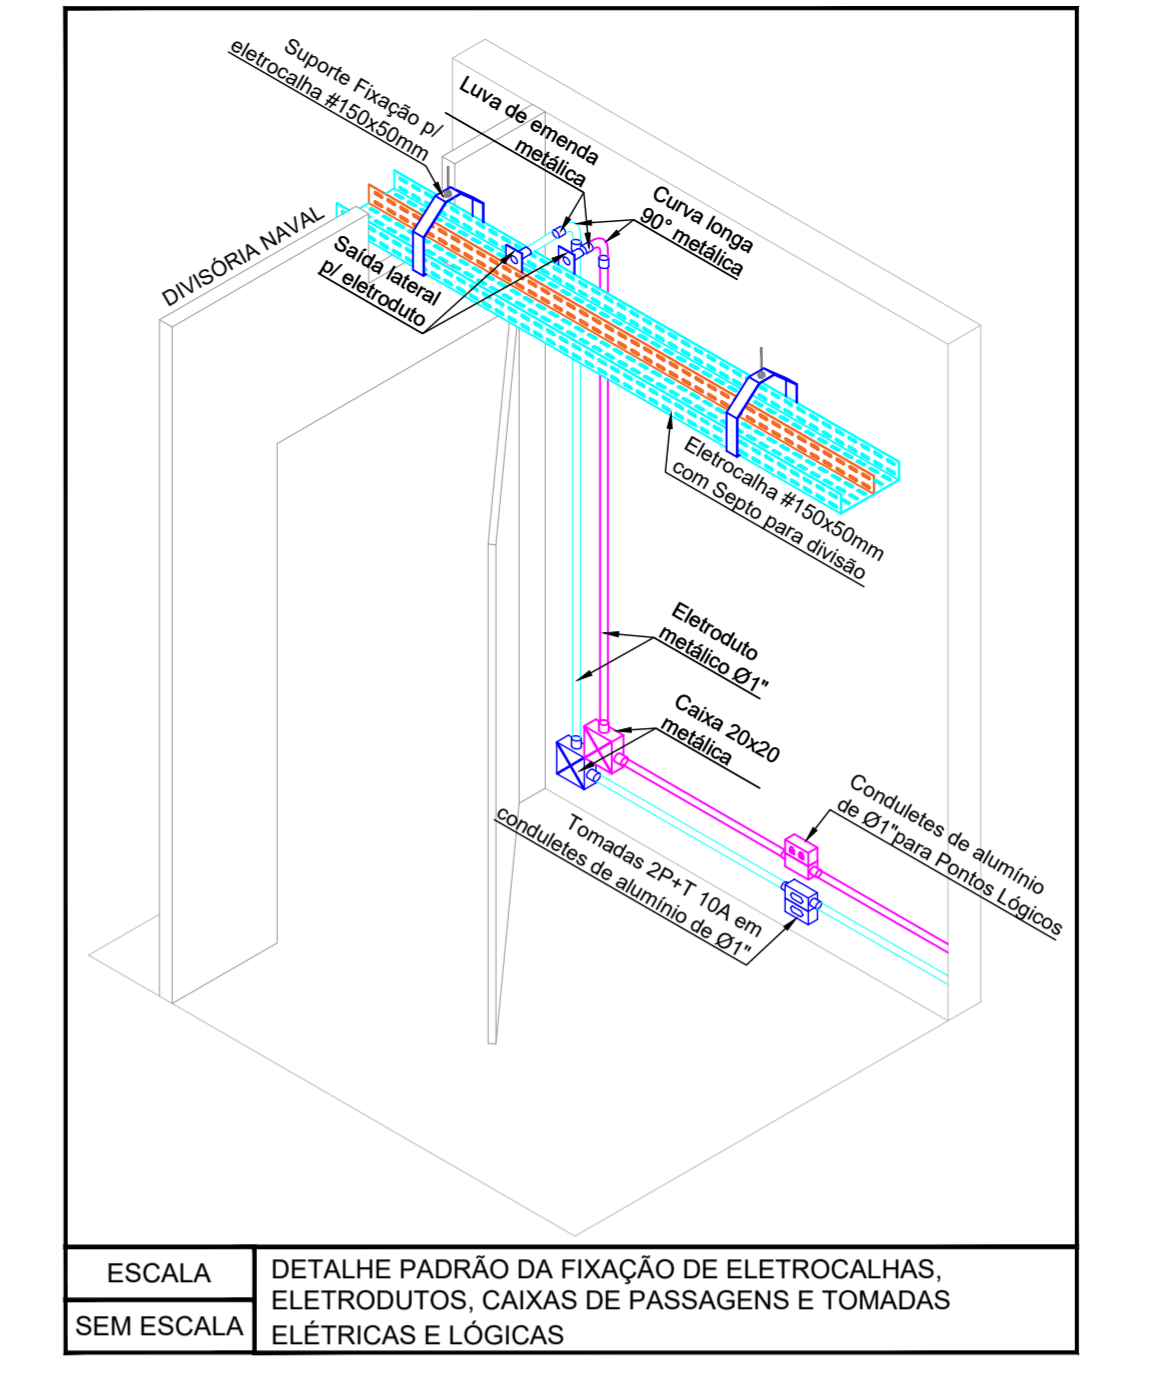 Suporte Fixação p/
eletrocalha #150x50mm
Luva de emenda
metálica
Curva longa
90° metálica
DIVISÓRIA NAVAL
Saída lateral
p/ eletroduto
Eletrocalha #150x50mm
com Septo para divisão
Eletroduto
metálico Ø1"
Caixa 20x20
metálica
Conduletes de alumínio
de Ø1"para Pontos Lógicos
Tomadas 2P+T 10A em
conduletes de alumínio de Ø1"
ESCALA
SEM ESCALA
DETALHE PADRÃO DA FIXAÇÃO DE ELETROCALHAS,
ELETRODUTOS, CAIXAS DE PASSAGENS E TOMADAS
ELÉTRICAS E LÓGICAS